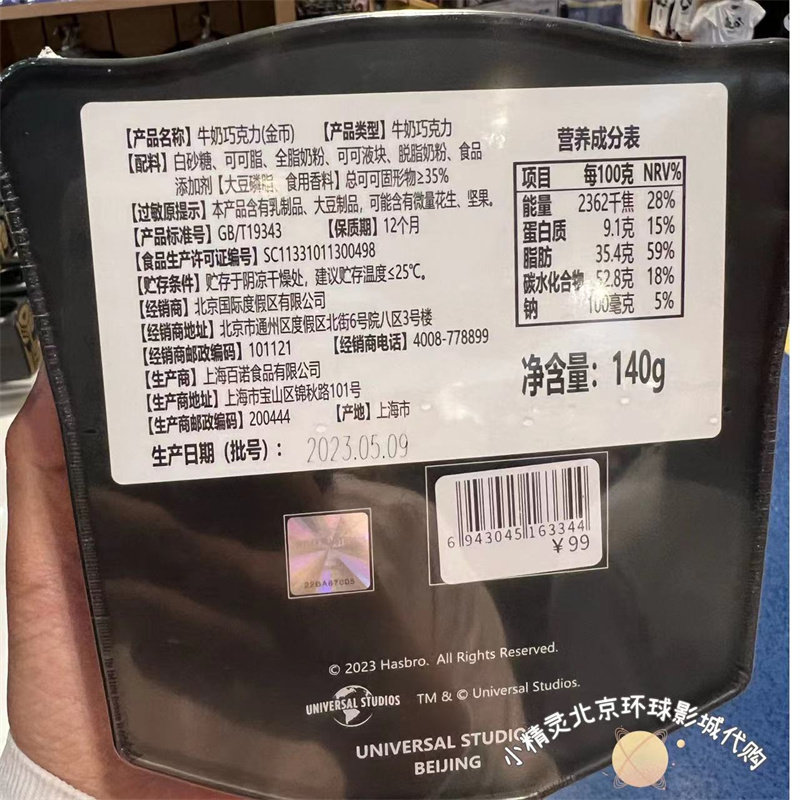 【产品名称】牛奶巧克力(金币) 【产品类型】牛奶巧克力
【配料】白砂糖、可可脂、全脂奶粉、可可液块、脱脂奶粉、食品
添加剂【大豆磷脂、食用香料】总可可固形物≥35%
【过敏原提示】本产品含有乳制品、大豆制品，可能含有微量花生、坚果。
【产品标准号】GB/T19343 【保质期】12个月
【食品生产许可证编号】SC11331011300498
【贮存条件】贮存于阴凉干燥处，建议贮存温度≤25℃。
【经销商】北京国际度假区有限公司
【经销商地址】北京市通州区度假区北街6号院八区3号楼
【经销商邮政编码】101121 【经销商电话】4008-778899
【生产商】上海百诺食品有限公司
【生产商地址】上海市宝山区锦秋路101号
【生产商邮政编码】200444 【产地】上海市
生产日期（批号）： 2023.05.09
营养成分表
项目 每100克 NRV%
能量 2362千焦 28%
蛋白质 9.1克 15%
脂肪 35.4克 59%
碳水化合物 52.8克 18%
钠 100毫克 5%
净含量：140g
6 943045 163344
¥99
22DA67005
© 2023 Hasbro. All Rights Reserved.
UNIVERSAL STUDIOS TM & © Universal Studios.
UNIVERSAL STUDIO
BEIJING
小精灵北京环球影城代购